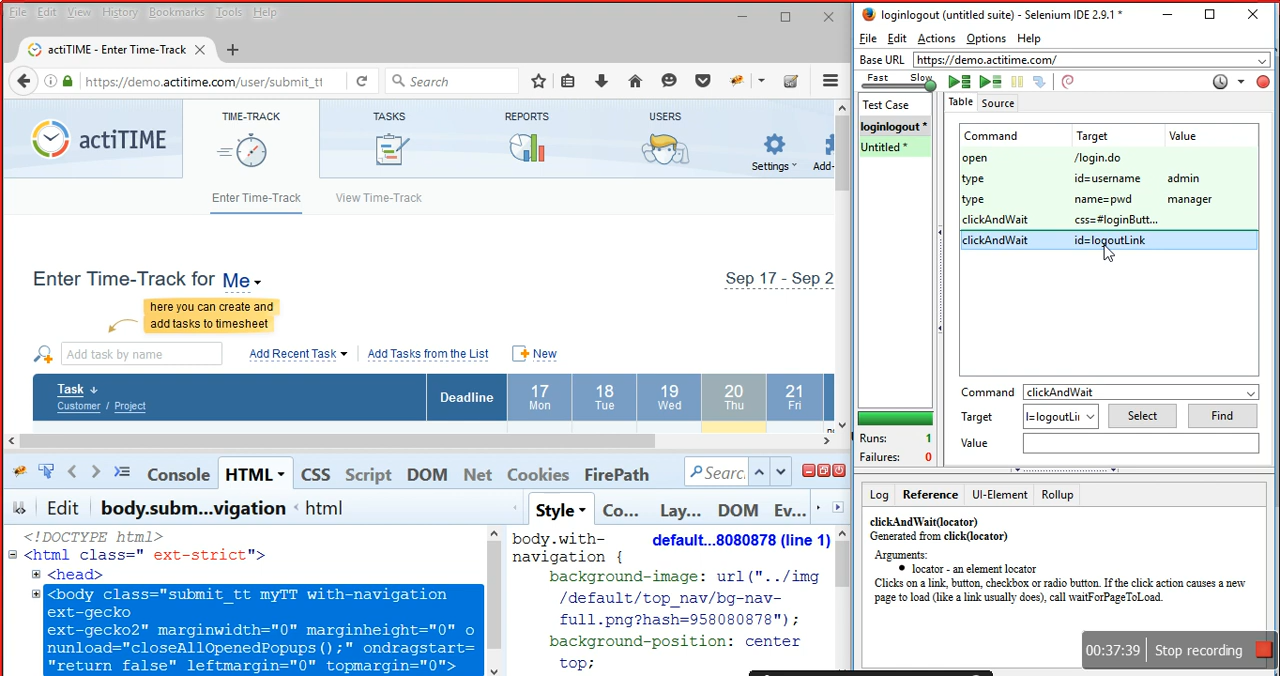 File Edit View History Bookmarks Tools Help
actiTIME - Enter Time-Track
https://demo.actitime.com/user/submit_tt
Search
actiTIME
TIME-TRACK TASKS REPORTS USERS
Settings Add-
Enter Time-Track View Time-Track
Enter Time-Track for Me
Sep 17 - Sep 2
here you can create and
add tasks to timesheet
Add task by name Add Recent Task Add Tasks from the List New
Task
Customer / Project
Deadline
17 18 19 20 21
Mon Tue Wed Thu Fri
Console HTML CSS Script DOM Net Cookies FirePath
Edit body.subm...vigation html
<!DOCTYPE html>
<html class=" ext-strict">
<head>
<body class="submit_tt myTT with-navigation
ext-gecko
ext-gecko2" marginwidth="0" marginheight="0" o
nunload="closeAllOpenedPopups();" ondragstart=
"return false" leftmargin="0" topmargin="0">
Style Co... Lay... DOM Ev...
body.with- default...8080878 (line 1)
navigation {
background-image: url("../img
/default/top_nav/bg-nav-
full.png?hash=958080878");
background-position: center
top;
loginlogout (untitled suite) - Selenium IDE 2.9.1 *
File Edit Actions Options Help
Base URL https://demo.actitime.com/
Fast Slow
Test Case
loginlogout *
Untitled *
Table Source
Command Target Value
open /login.do
type id=username admin
type name=pwd manager
clickAndWait css=#loginButt...
clickAndWait id=logoutLink
Command clickAndWait
Target l=logoutLi Select Find
Value
Runs: 1
Failures: 0
Log Reference UI-Element Rollup
clickAndWait(locator)
Generated from click(locator)
Arguments:
locator - an element locator
Clicks on a link, button, checkbox or radio button. If the click action causes a new
page to load (like a link usually does), call waitForPageToLoad.
00:37:39 Stop recording